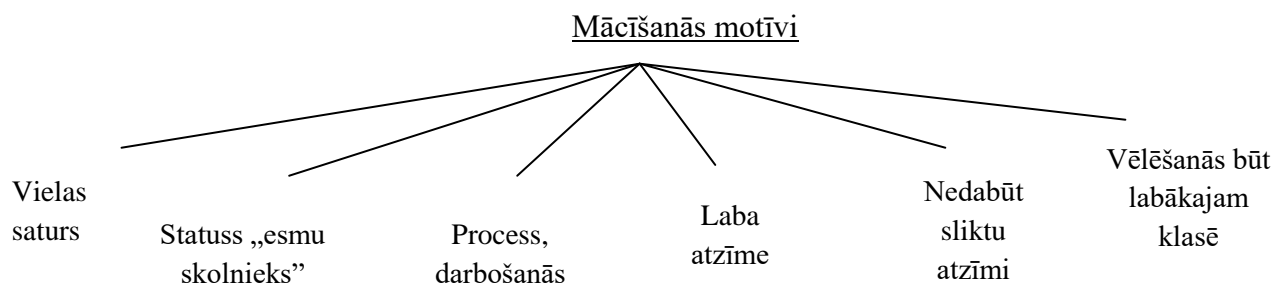 Mācīšanās motīvi
Vielas
saturs
Statuss „esmu
skolnieks”
Process,
darbošanās
Laba
atzīme
Nedabūt
sliktu
atzīmi
Vēlēšanās būt
labākajam
klasē